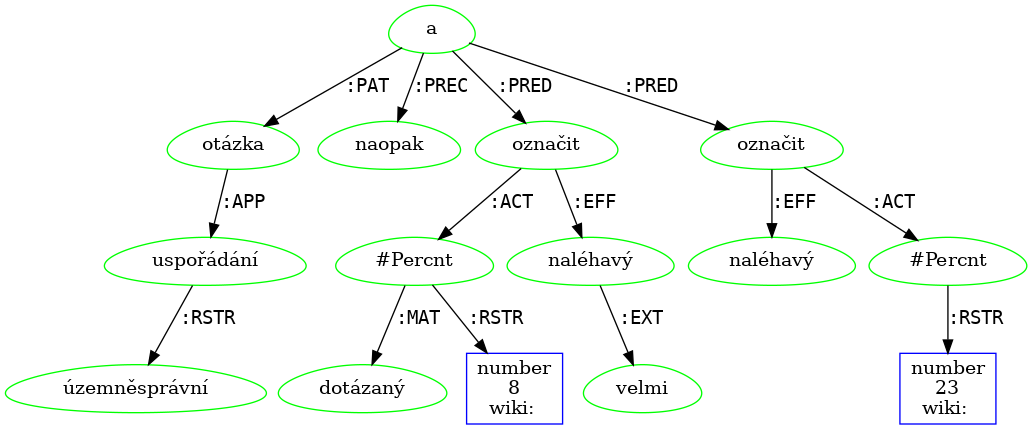 a
:PAT :PREC :PRED :PRED
otázka naopak označit označit
:APP :ACT :EFF :EFF :ACT
uspořádání #Percnt naléhavý naléhavý #Percnt
:RSTR :MAT :RSTR :EXT :RSTR
územněsprávní dotázaný number 8 wiki: velmi number 23 wiki: